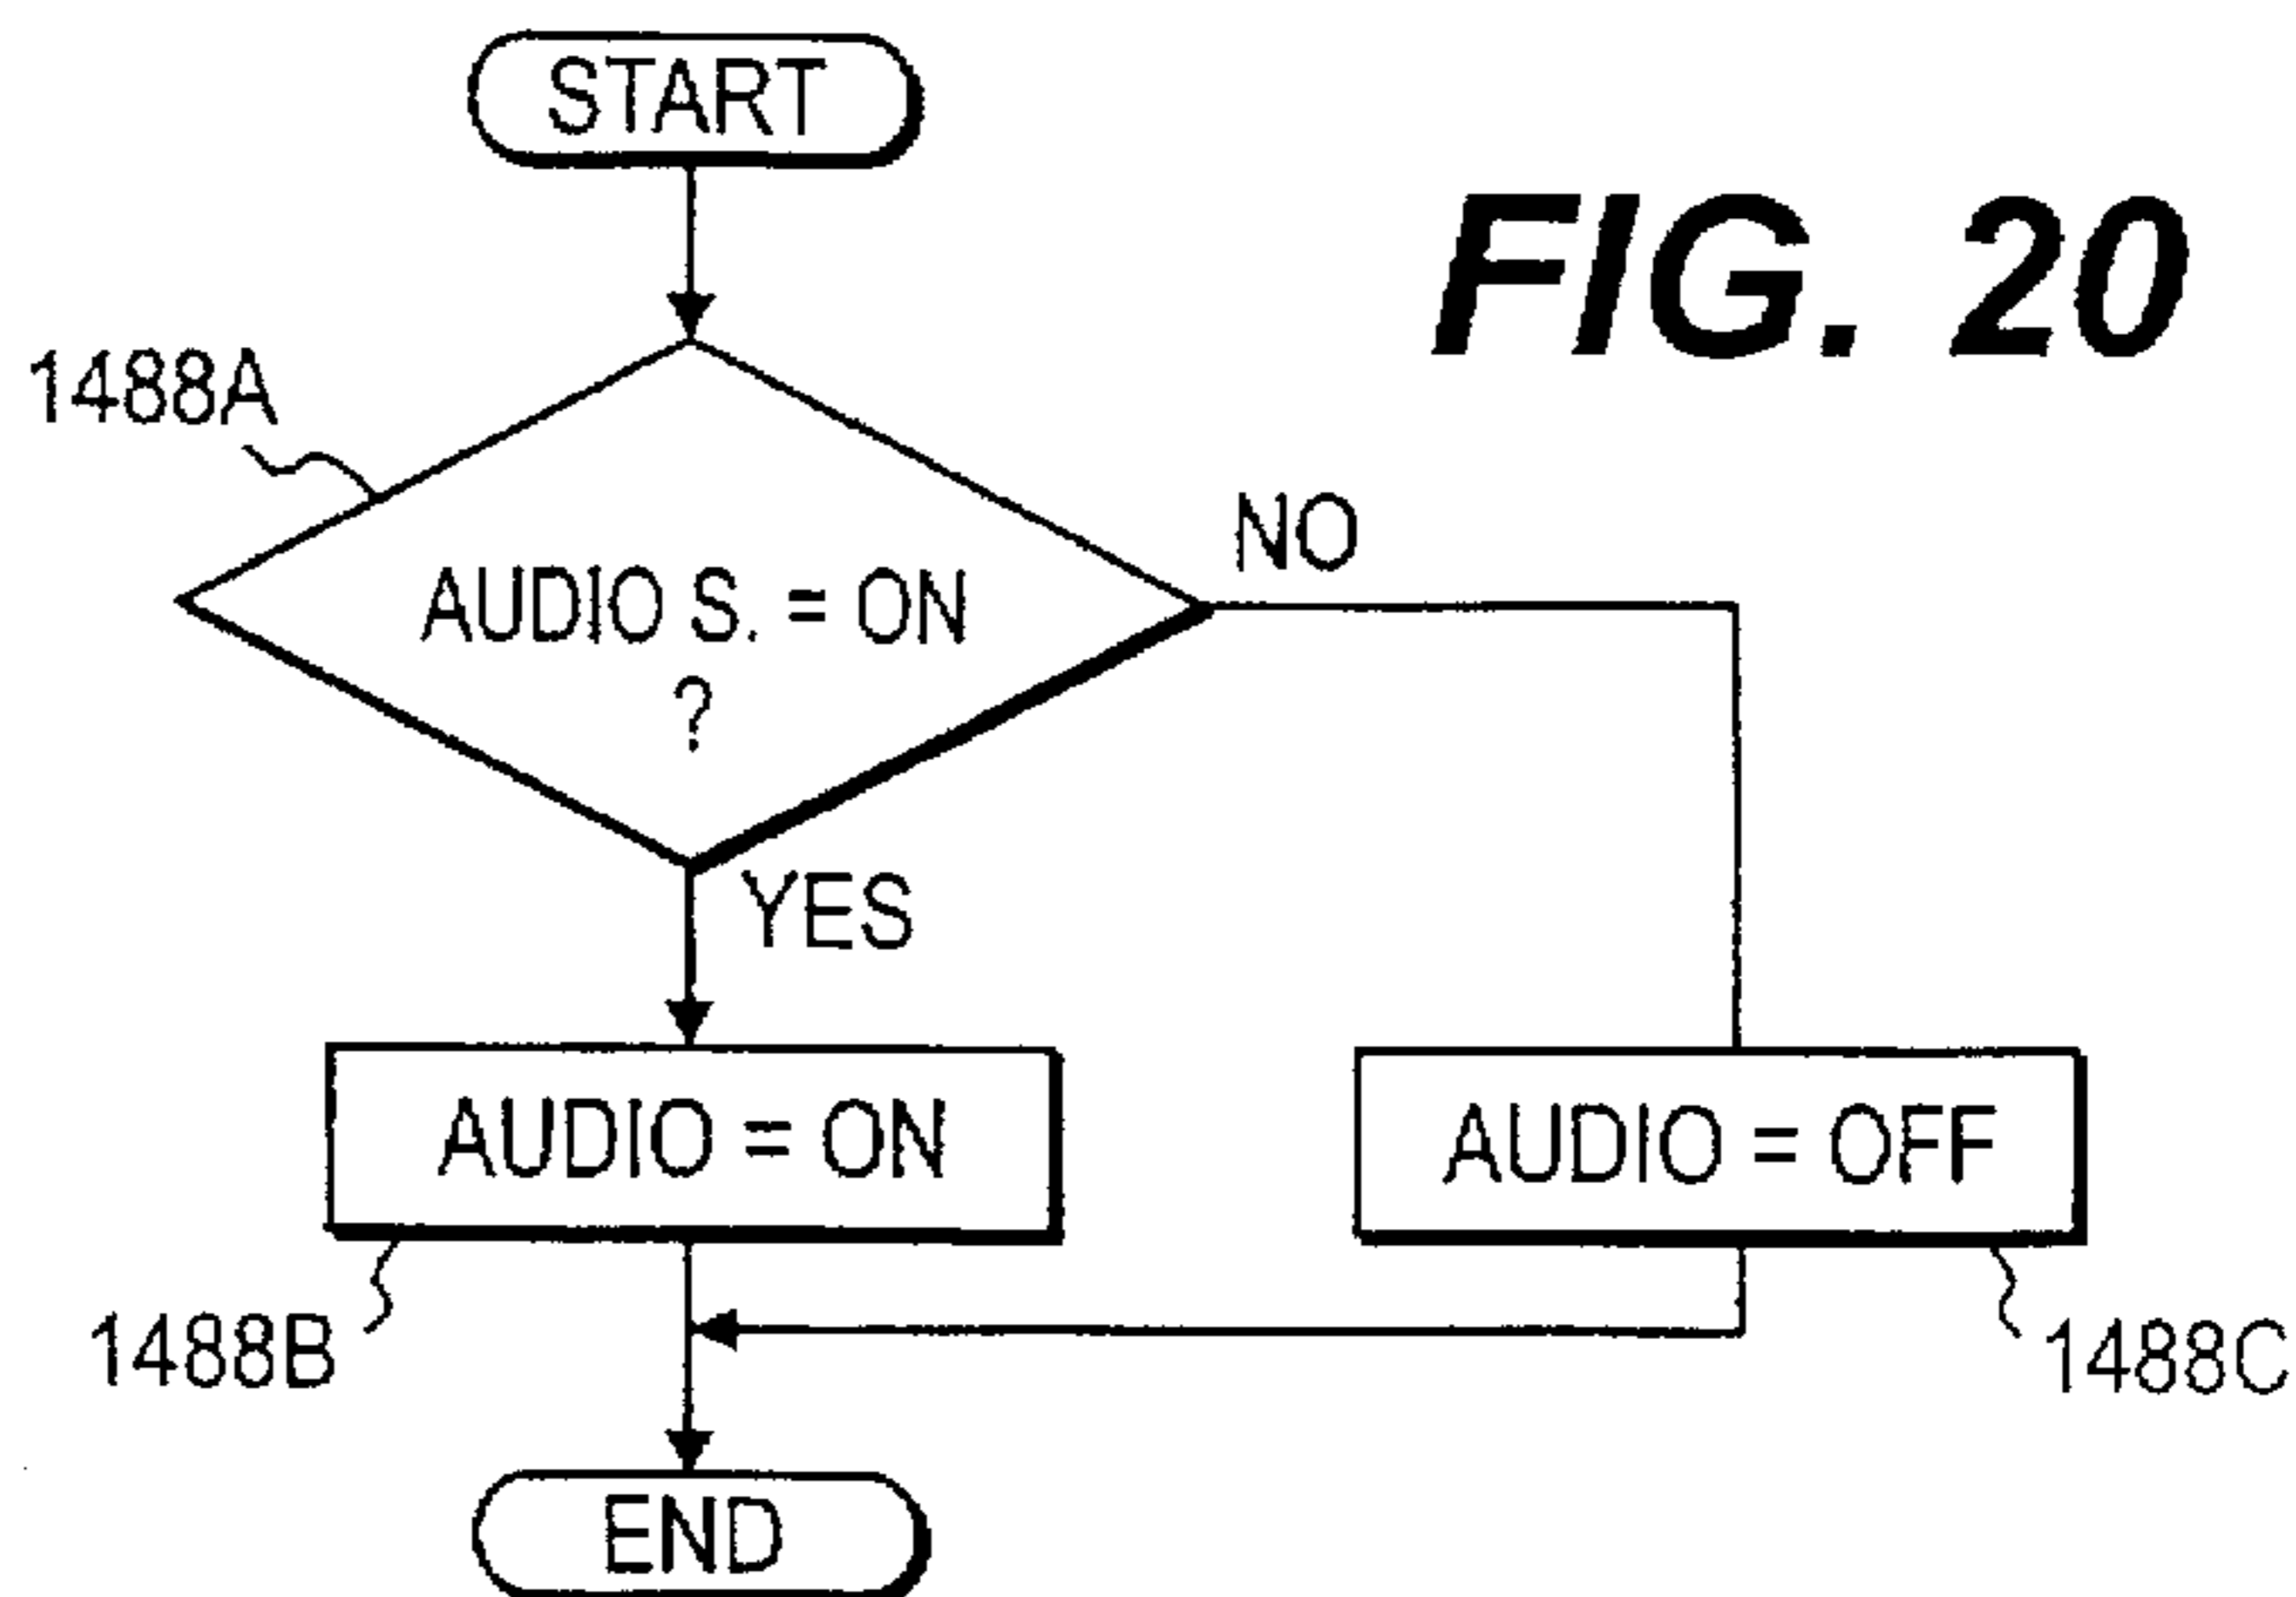 START
FIG. 20
1488A
AUDIO S. = ON
?
NO
YES
AUDIO = ON
AUDIO = OFF
1488B
1488C
END